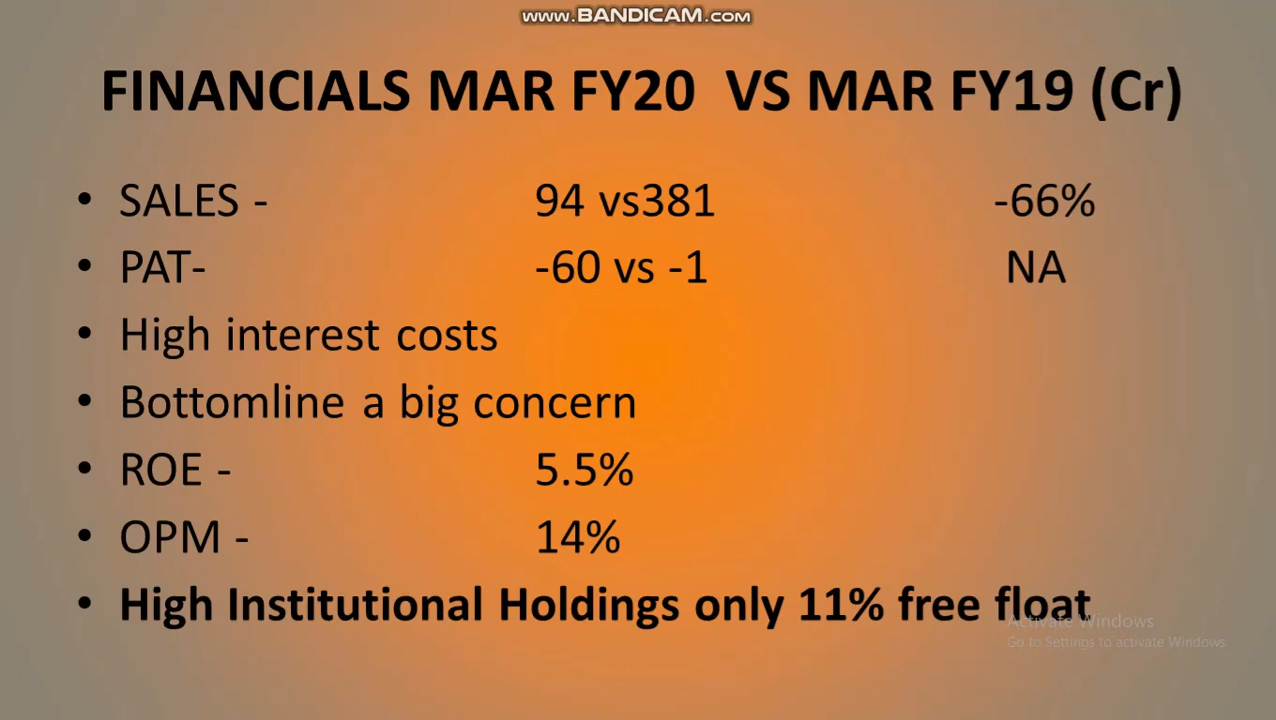 www.BANDICAM.com
FINANCIALS MAR FY20 VS MAR FY19 (Cr)
• SALES - 94 vs381 -66%
• PAT- -60 vs -1 NA
• High interest costs
• Bottomline a big concern
• ROE - 5.5%
• OPM - 14%
• High Institutional Holdings only 11% free float
Activate Windows
Go to Settings to activate Windows.